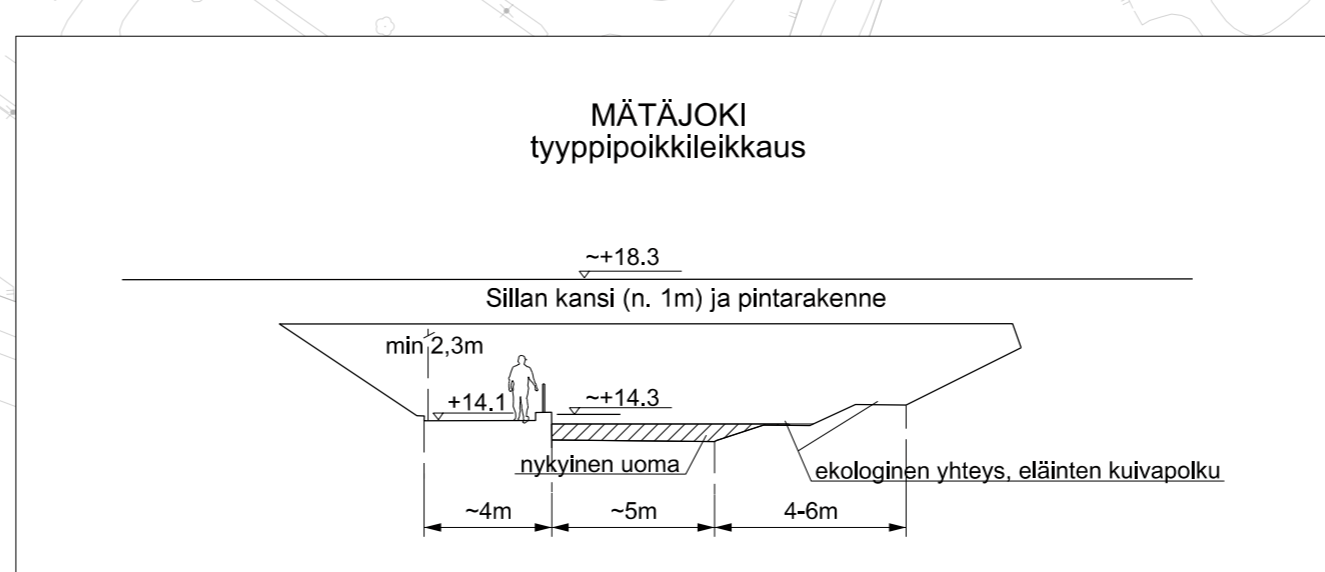 MÄTÄJOKI
tyyppipoikkileikkaus
~+18.3
Sillan kansi (n. 1m) ja pintarakenne
min 2,3m
+14.1
~+14.3
nykyinen uoma
ekologinen yhteys, eläinten kuivapolku
~4m
~5m
4-6m